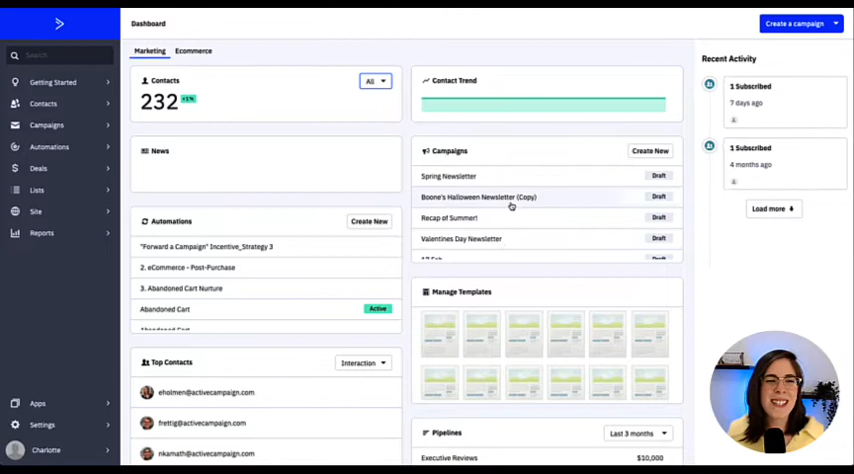 Dashboard
Create a campaign
Search
Getting Started
Contacts
Campaigns
Automations
Deals
Lists
Site
Reports
Apps
Settings
Charlotte
Marketing Ecommerce
Contacts
All
232 +1%
News
Automations
Create New
"Forward a Campaign" Incentive_Strategy 3
2. eCommerce - Post-Purchase
3. Abandoned Cart Nurture
Abandoned Cart Active
Abandoned Cart
Top Contacts
Interaction
eholmen@activecampaign.com
frettig@activecampaign.com
nkamath@activecampaign.com
Contact Trend
Campaigns
Create New
Spring Newsletter Draft
Boone's Halloween Newsletter (Copy) Draft
Recap of Summer! Draft
Valentines Day Newsletter Draft
Manage Templates
Pipelines
Last 3 months
Executive Reviews $10,000
Recent Activity
1 Subscribed
7 days ago
1 Subscribed
4 months ago
Load more